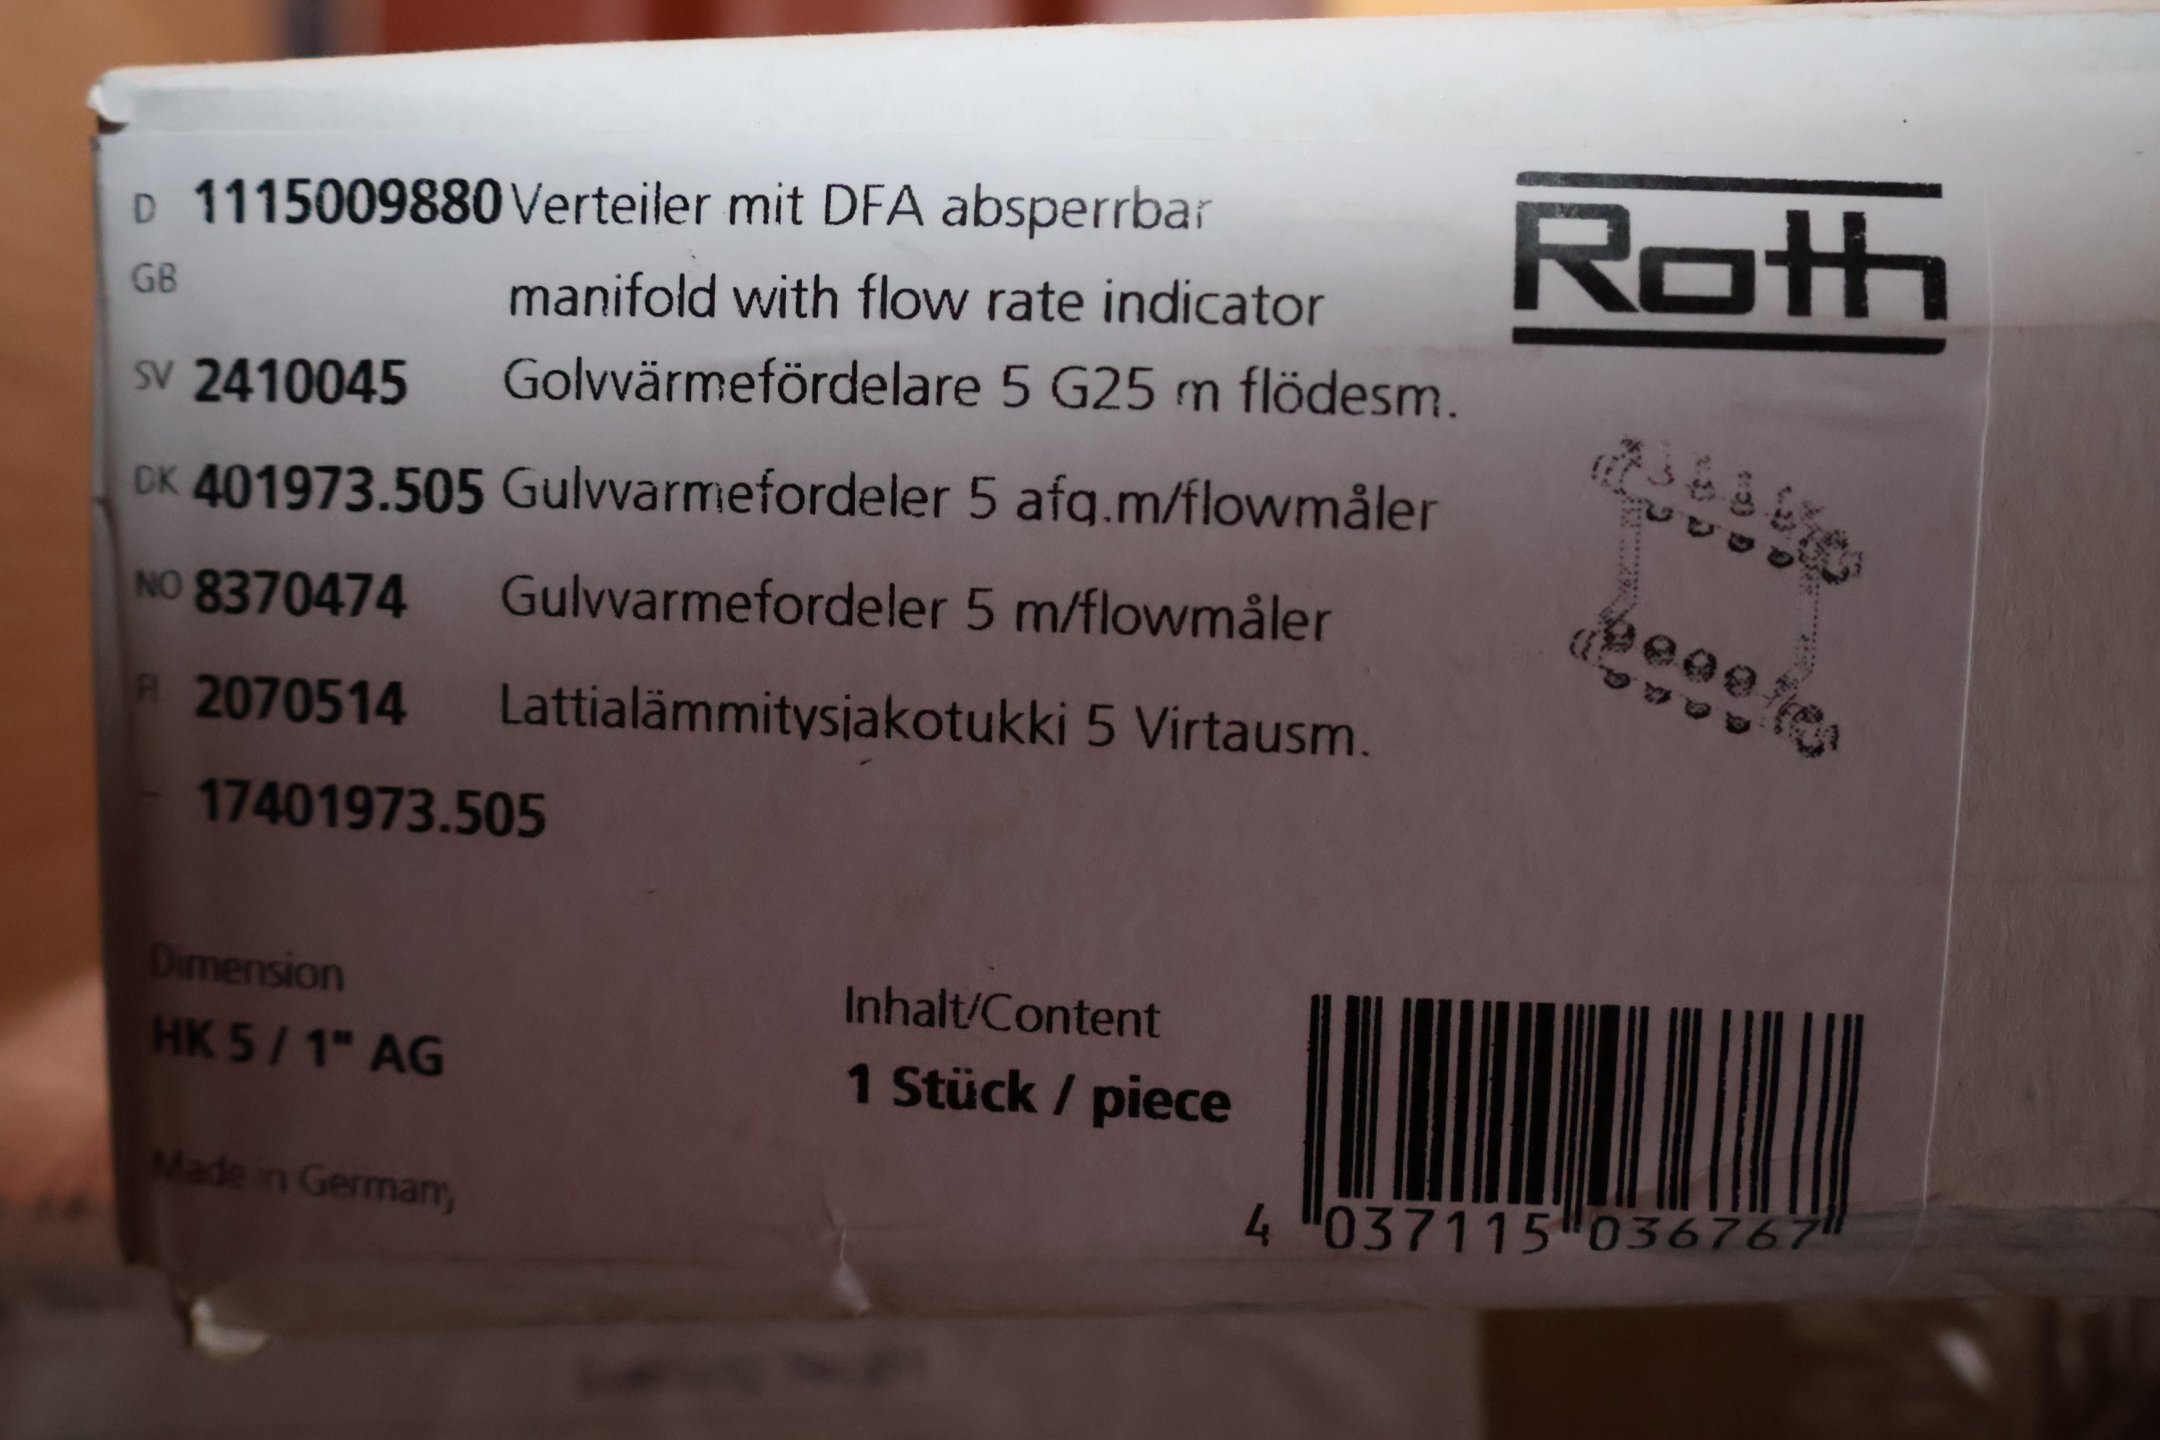 Roth
D 1115009880 Verteiler mit DFA absperrbar
GB manifold with flow rate indicator
SV 2410045 Golvvärmefördelare 5 G25 m flödesm.
DK 401973.505 Gulvvarmefordeler 5 afg.m/flowmåler
NO 8370474 Gulvvarmefordeler 5 m/flowmåler
FI 2070514 Lattialämmitysjakotukki 5 Virtausm.
17401973.505
Dimension
HK 5 / 1" AG
Inhalt/Content
1 Stück / piece
Made in Germany
4 037115 036767